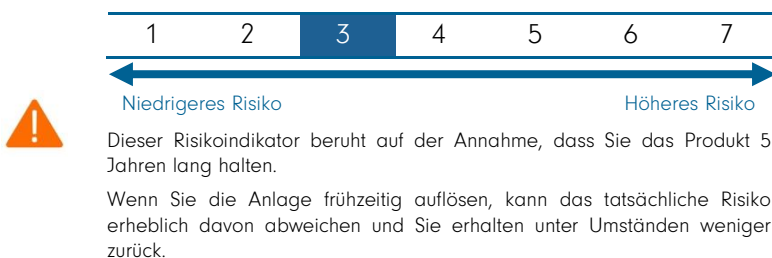 1 2 3 4 5 6 7
Niedrigeres Risiko Höheres Risiko
Dieser Risikoindikator beruht auf der Annahme, dass Sie das Produkt 5
Jahren lang halten.
Wenn Sie die Anlage frühzeitig auflösen, kann das tatsächliche Risiko
erheblich davon abweichen und Sie erhalten unter Umständen weniger
zurück.